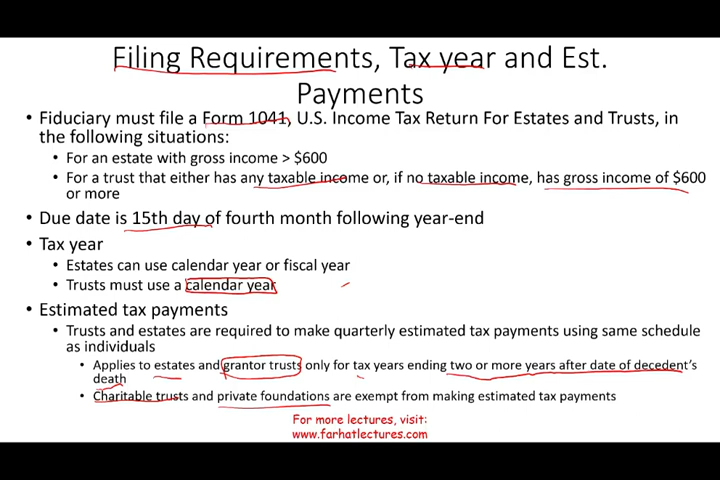 Filing Requirements, Tax year and Est.
Payments
• Fiduciary must file a Form 1041, U.S. Income Tax Return For Estates and Trusts, in
the following situations:
• For an estate with gross income > $600
• For a trust that either has any taxable income or, if no taxable income, has gross income of $600
or more
• Due date is 15th day of fourth month following year-end
• Tax year
• Estates can use calendar year or fiscal year
• Trusts must use a calendar year
• Estimated tax payments
• Trusts and estates are required to make quarterly estimated tax payments using same schedule
as individuals
• Applies to estates and grantor trusts only for tax years ending two or more years after date of decedent's
death
• Charitable trusts and private foundations are exempt from making estimated tax payments
For more lectures, visit:
www.farhatlectures.com